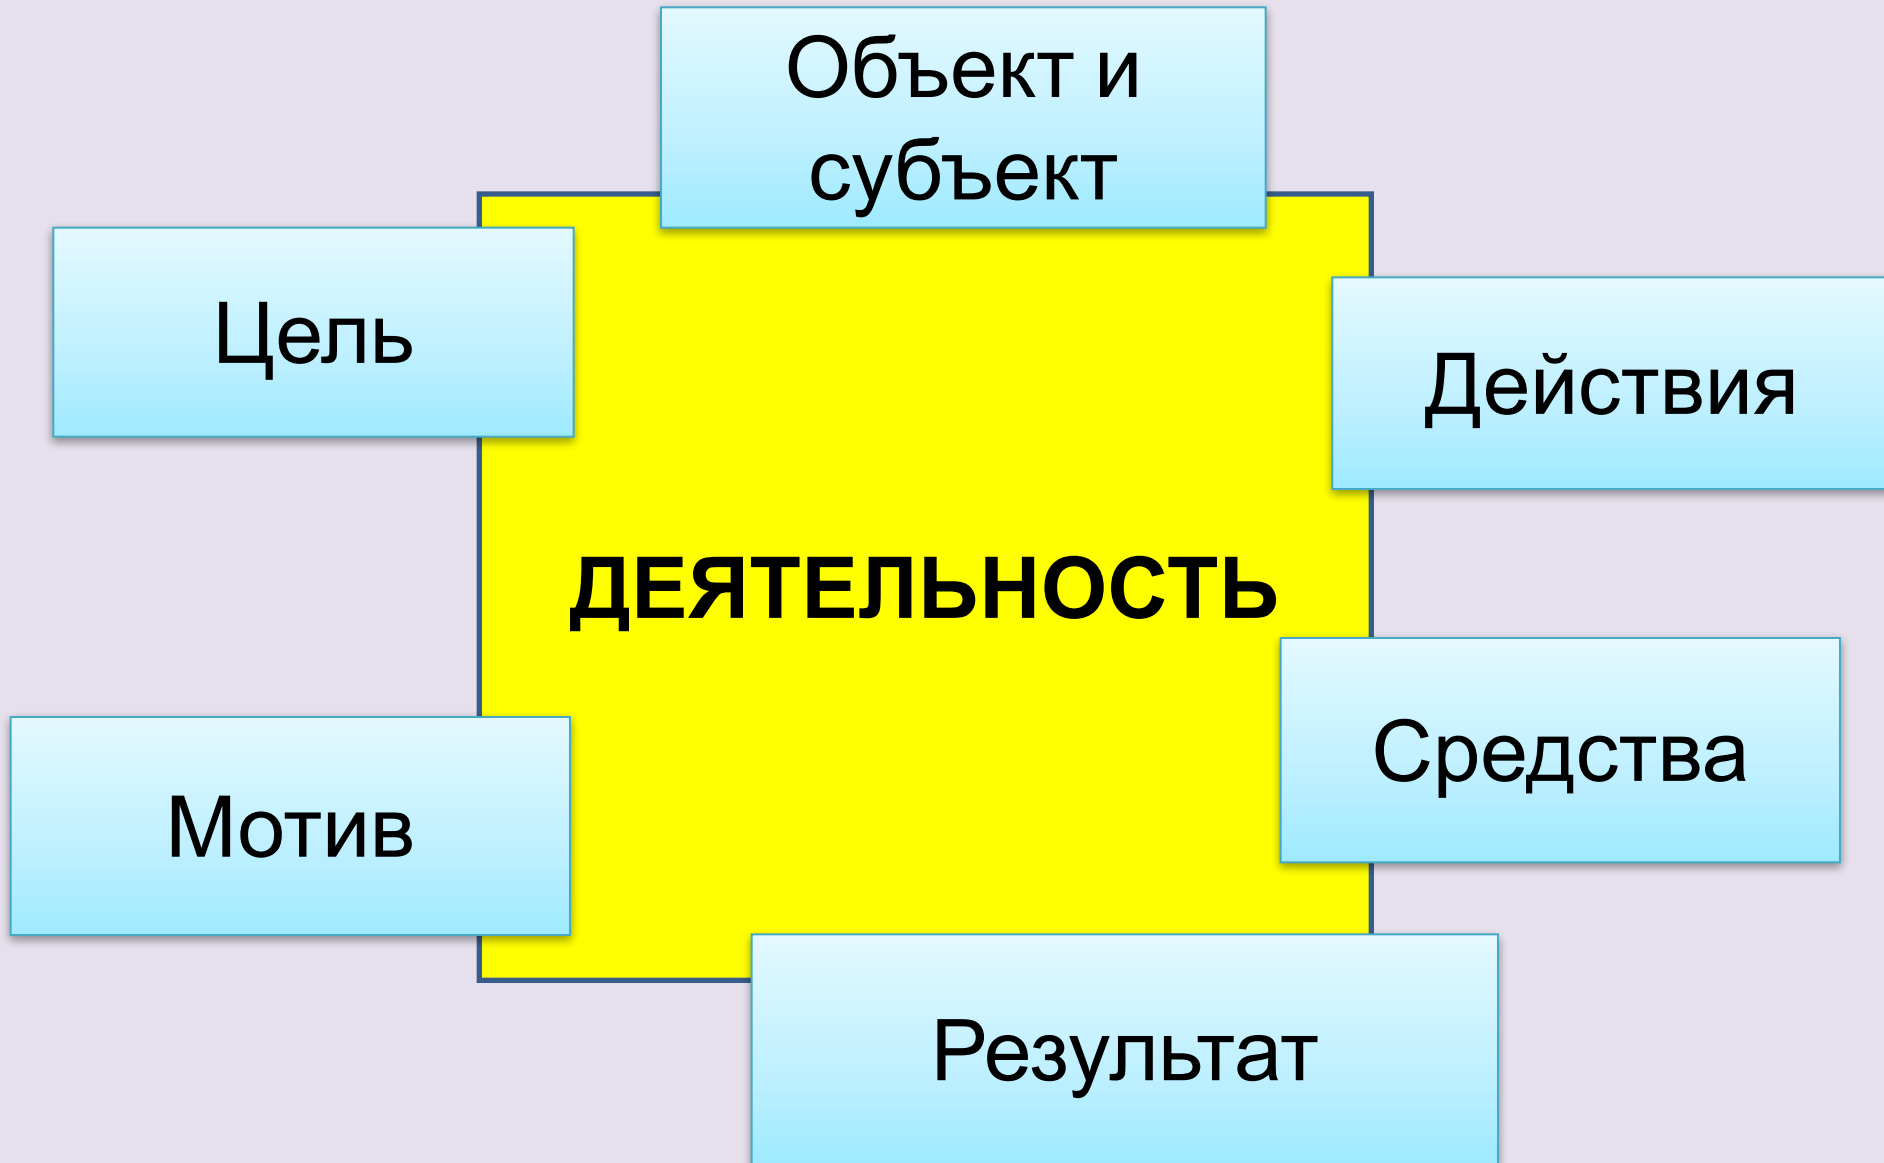 Объект и
субъект
Цель
Действия
ДЕЯТЕЛЬНОСТЬ
Средства
Мотив
Результат